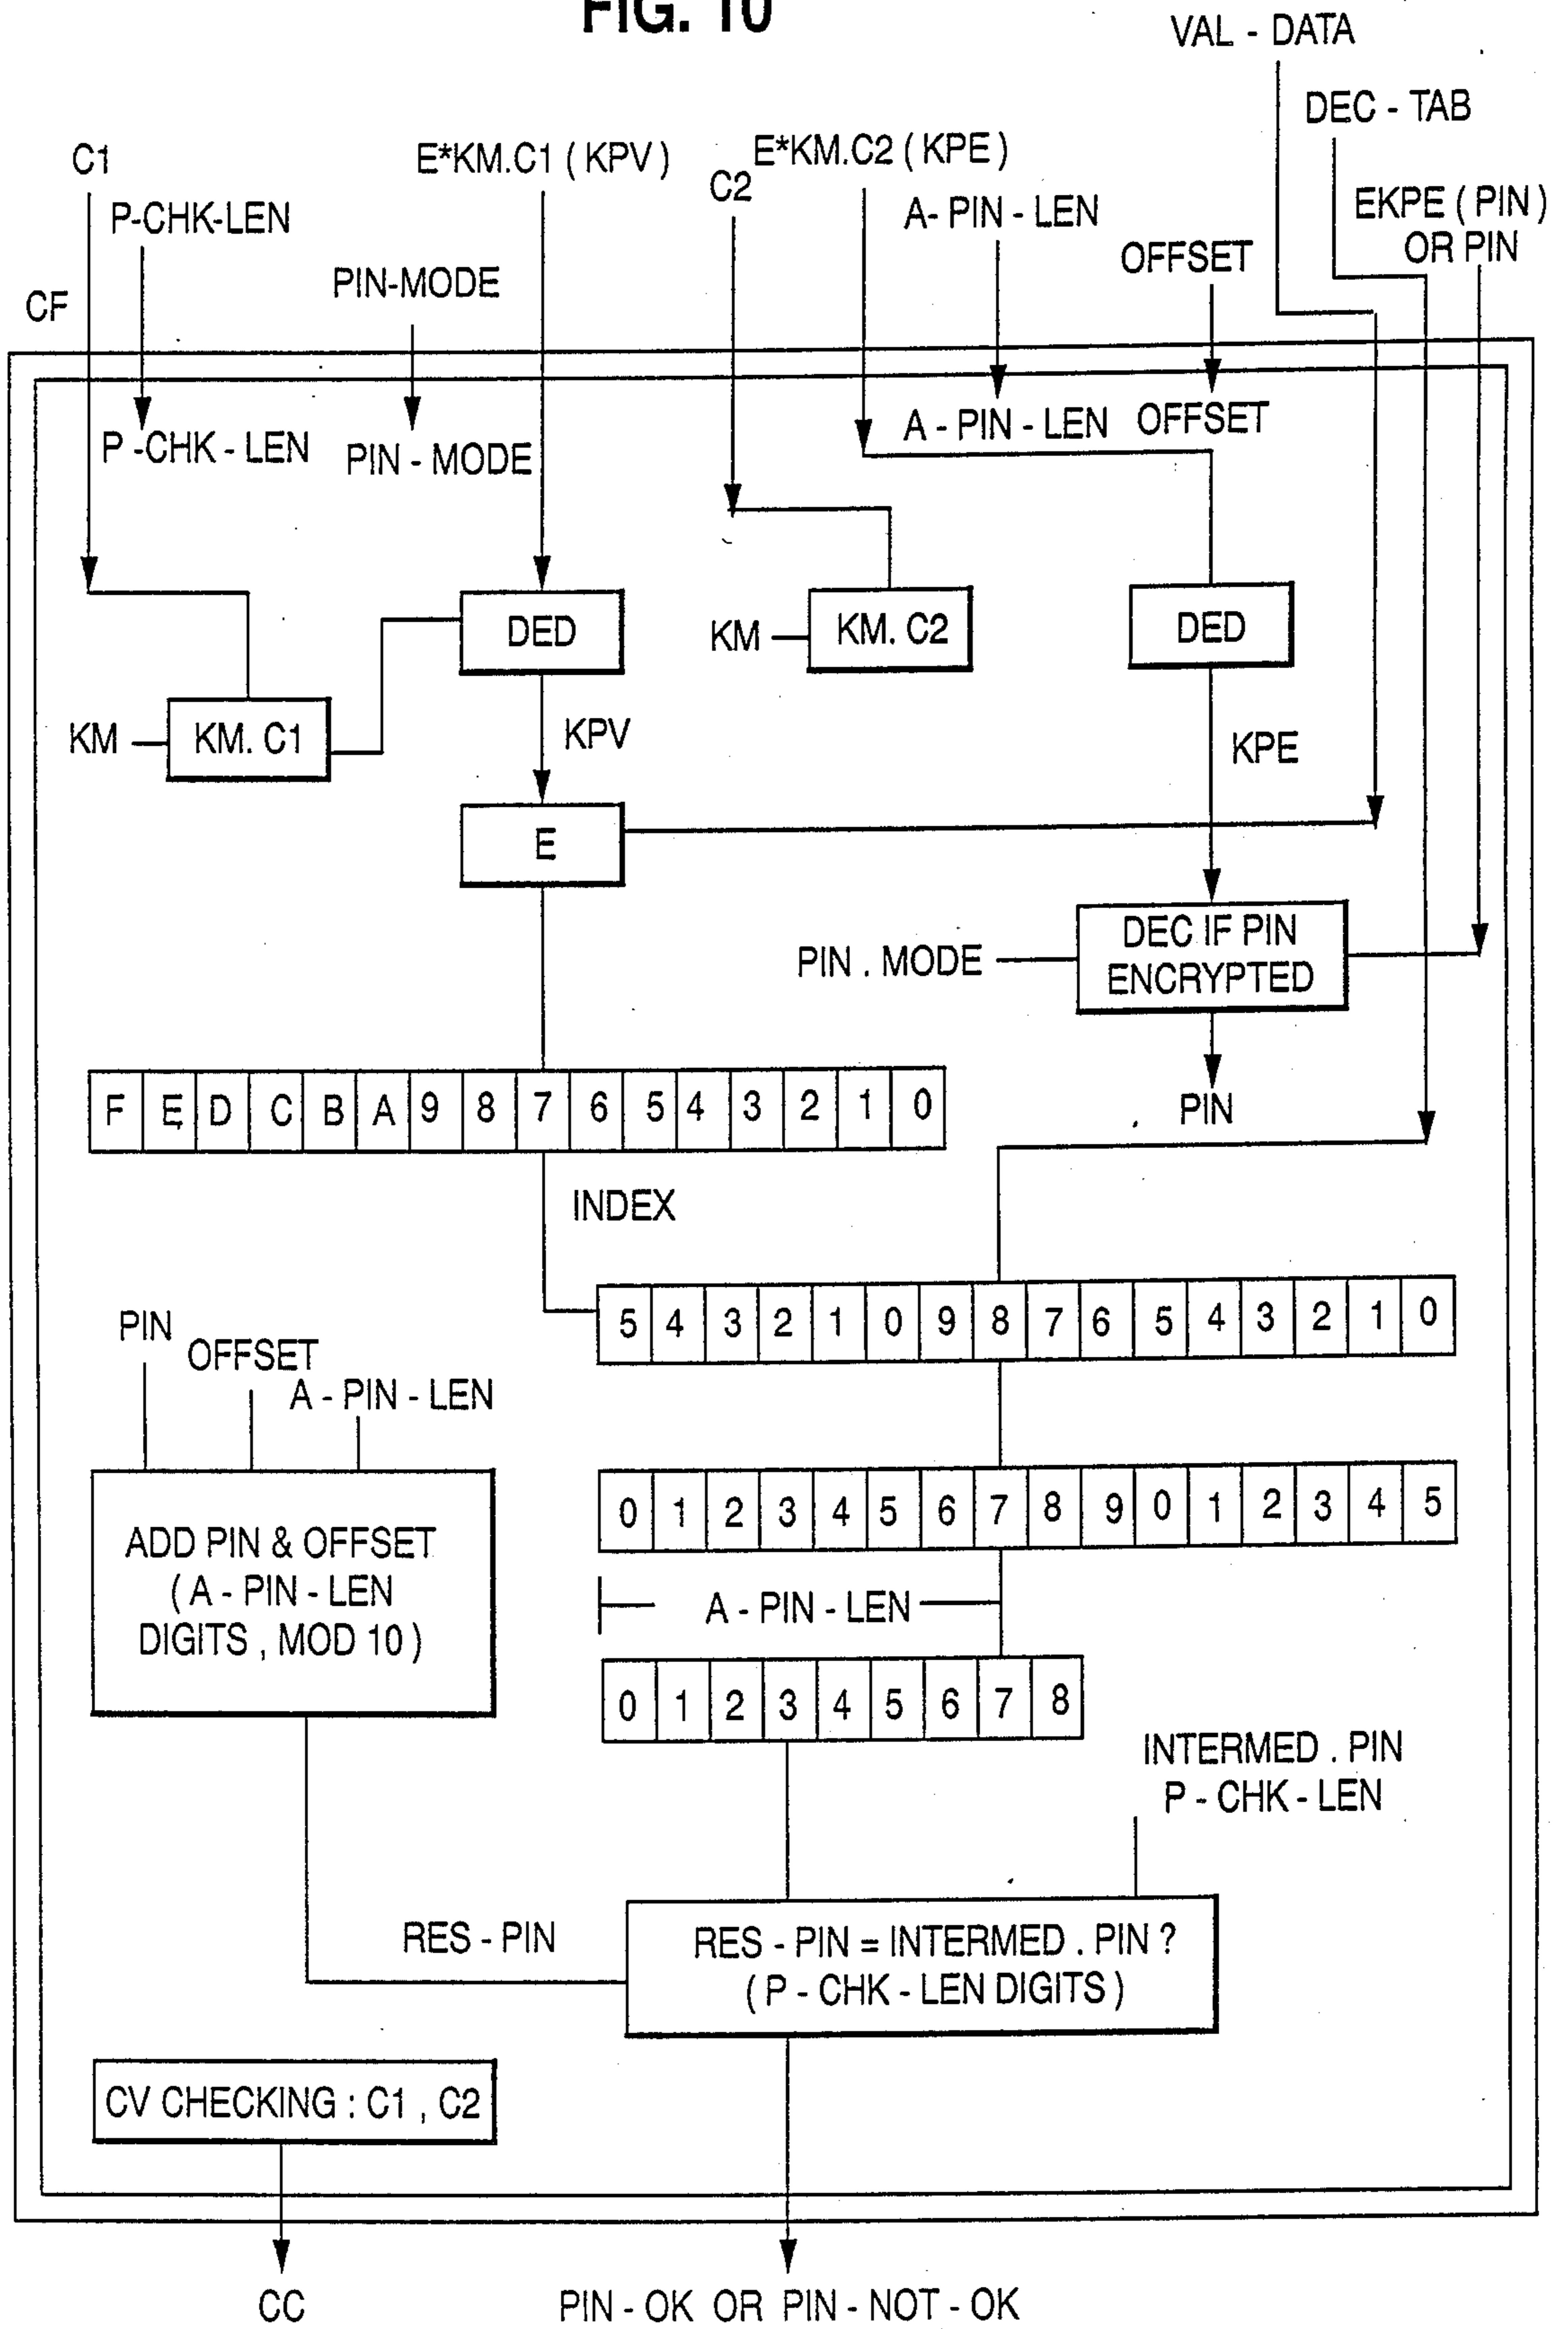 FIG. 10
VAL - DATA
DEC - TAB
C1
E*KM.C1 ( KPV )
E*KM.C2 ( KPE )
C2
P-CHK-LEN
A- PIN - LEN
EKPE ( PIN )
OR PIN
OFFSET
PIN-MODE
CF
P -CHK - LEN
PIN - MODE
A - PIN - LEN
OFFSET
DED
KM
KM. C2
DED
KM
KM. C1
KPV
KPE
E
PIN . MODE
DEC IF PIN
ENCRYPTED
F E D C B A 9 8 7 6 5 4 3 2 1 0
PIN
INDEX
5 4 3 2 1 0 9 8 7 6 5 4 3 2 1 0
PIN
OFFSET
A - PIN - LEN
0 1 2 3 4 5 6 7 8 9 0 1 2 3 4 5
ADD PIN & OFFSET
( A - PIN - LEN
DIGITS , MOD 10 )
A - PIN - LEN
0 1 2 3 4 5 6 7 8
INTERMED . PIN
P - CHK - LEN
RES - PIN
RES - PIN = INTERMED . PIN ?
( P - CHK - LEN DIGITS )
CV CHECKING : C1 , C2
CC
PIN - OK OR PIN - NOT - OK